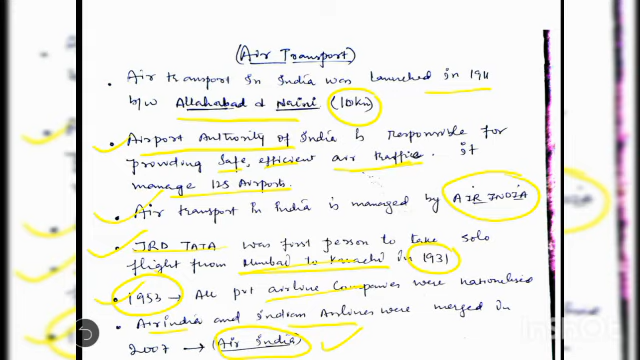 (Air Transport)
• Air transport in India was launched in 1911
b/w Allahabad & Naini (10km)
• Airport Authority of India is responsible for
providing safe, efficient air traffic. it
manage 125 Airports.
• Air transport in India is managed by AIR INDIA
• JRD TATA was first person to take solo
flight from Mumbai to Karachi in 1931
• 1953 → All pvt airline companies were nationalised
• Air india and Indian Airlines were merged in
2007 → (Air India)